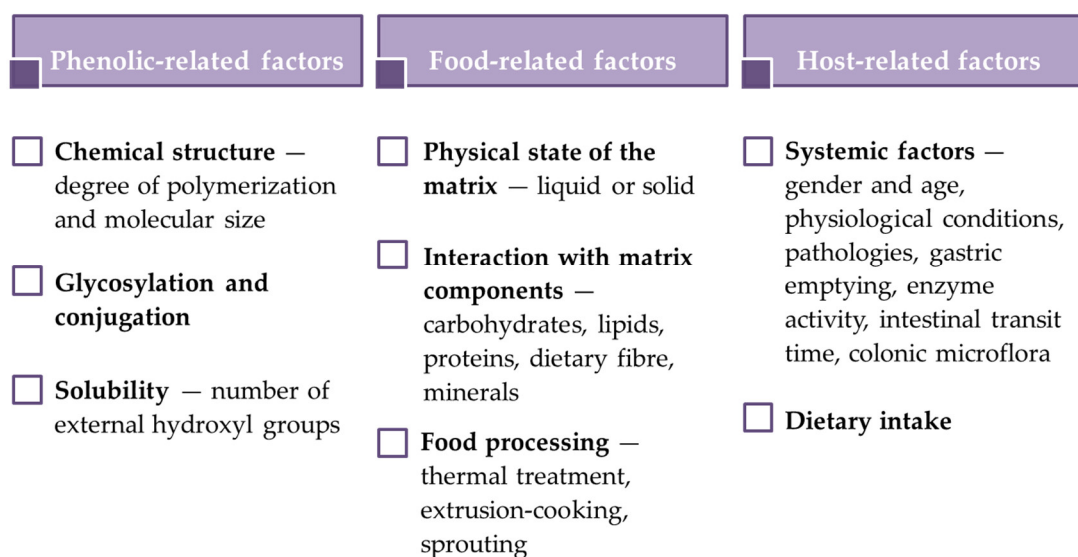 Phenolic-related factors
Chemical structure —
degree of polymerization
and molecular size
Glycosylation and
conjugation
Solubility — number of
external hydroxyl groups
Food-related factors
Physical state of the
matrix — liquid or solid
Interaction with matrix
components —
carbohydrates, lipids,
proteins, dietary fibre,
minerals
Food processing —
thermal treatment,
extrusion-cooking,
sprouting
Host-related factors
Systemic factors —
gender and age,
physiological conditions,
pathologies, gastric
emptying, enzyme
activity, intestinal transit
time, colonic microflora
Dietary intake